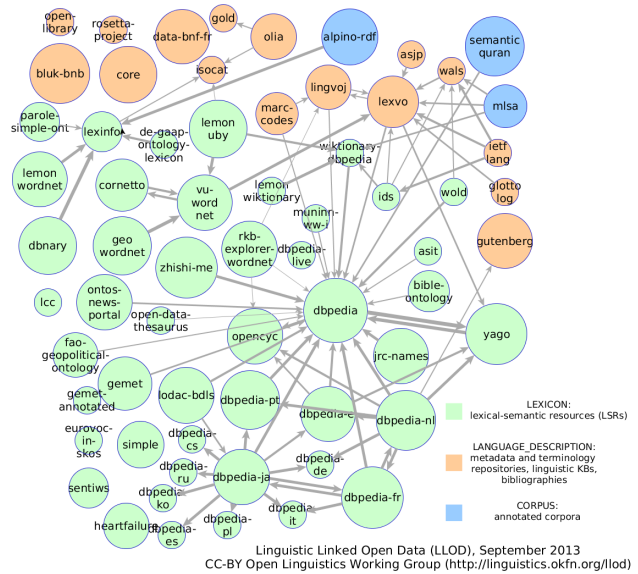 open-
library
rosetta-
project
data-bnf-fr
gold
olia
alpino-rdf
semantic
quran
asjp
wals
isocat
bluk-bnb
core
lingvoj
lexvo
mlsa
marc-
codes
parole-
simple-ont
lexinfo
de-gaap-
ontology-
lexicon
lemon
uby
wiktionary-
dbpedia
ietf
lang
lemon
wordnet
cornetto
vu-
word
net
lemon
wiktionary
ids
wold
glotto
log
muninn-
ww-i
dbnary
geo
wordnet
rkb-
explorer-
wordnet
dbpedia-
live
asit
gutenberg
zhishi-me
bible-
ontology
lcc
ontos-
news-
portal
open-data-
thesaurus
dbpedia
opencyc
yago
fao-
geopolitical-
ontology
jrc-names
gemet
gemet-
annotated
lodac-bdls
dbpedia-pt
dbpedia-e
dbpedia-nl
LEXICON:
lexical-semantic resources (LSRs)
eurovoc-
in-
skos
simple
dbpedia-
cs
dbpedia-
ru
dbpedia-ja
dbpedia-
de
LANGUAGE_DESCRIPTION:
metadata and terminology
repositories, linguistic KBs,
bibliographies
sentiws
dbpedia-
ko
dbpedia-fr
CORPUS:
annotated corpora
heartfailure
dbpedia-
es
dbpedia-
pl
dbpedia-
it
Linguistic Linked Open Data (LLOD), September 2013
CC-BY Open Linguistics Working Group (http://linguistics.okfn.org/llod)